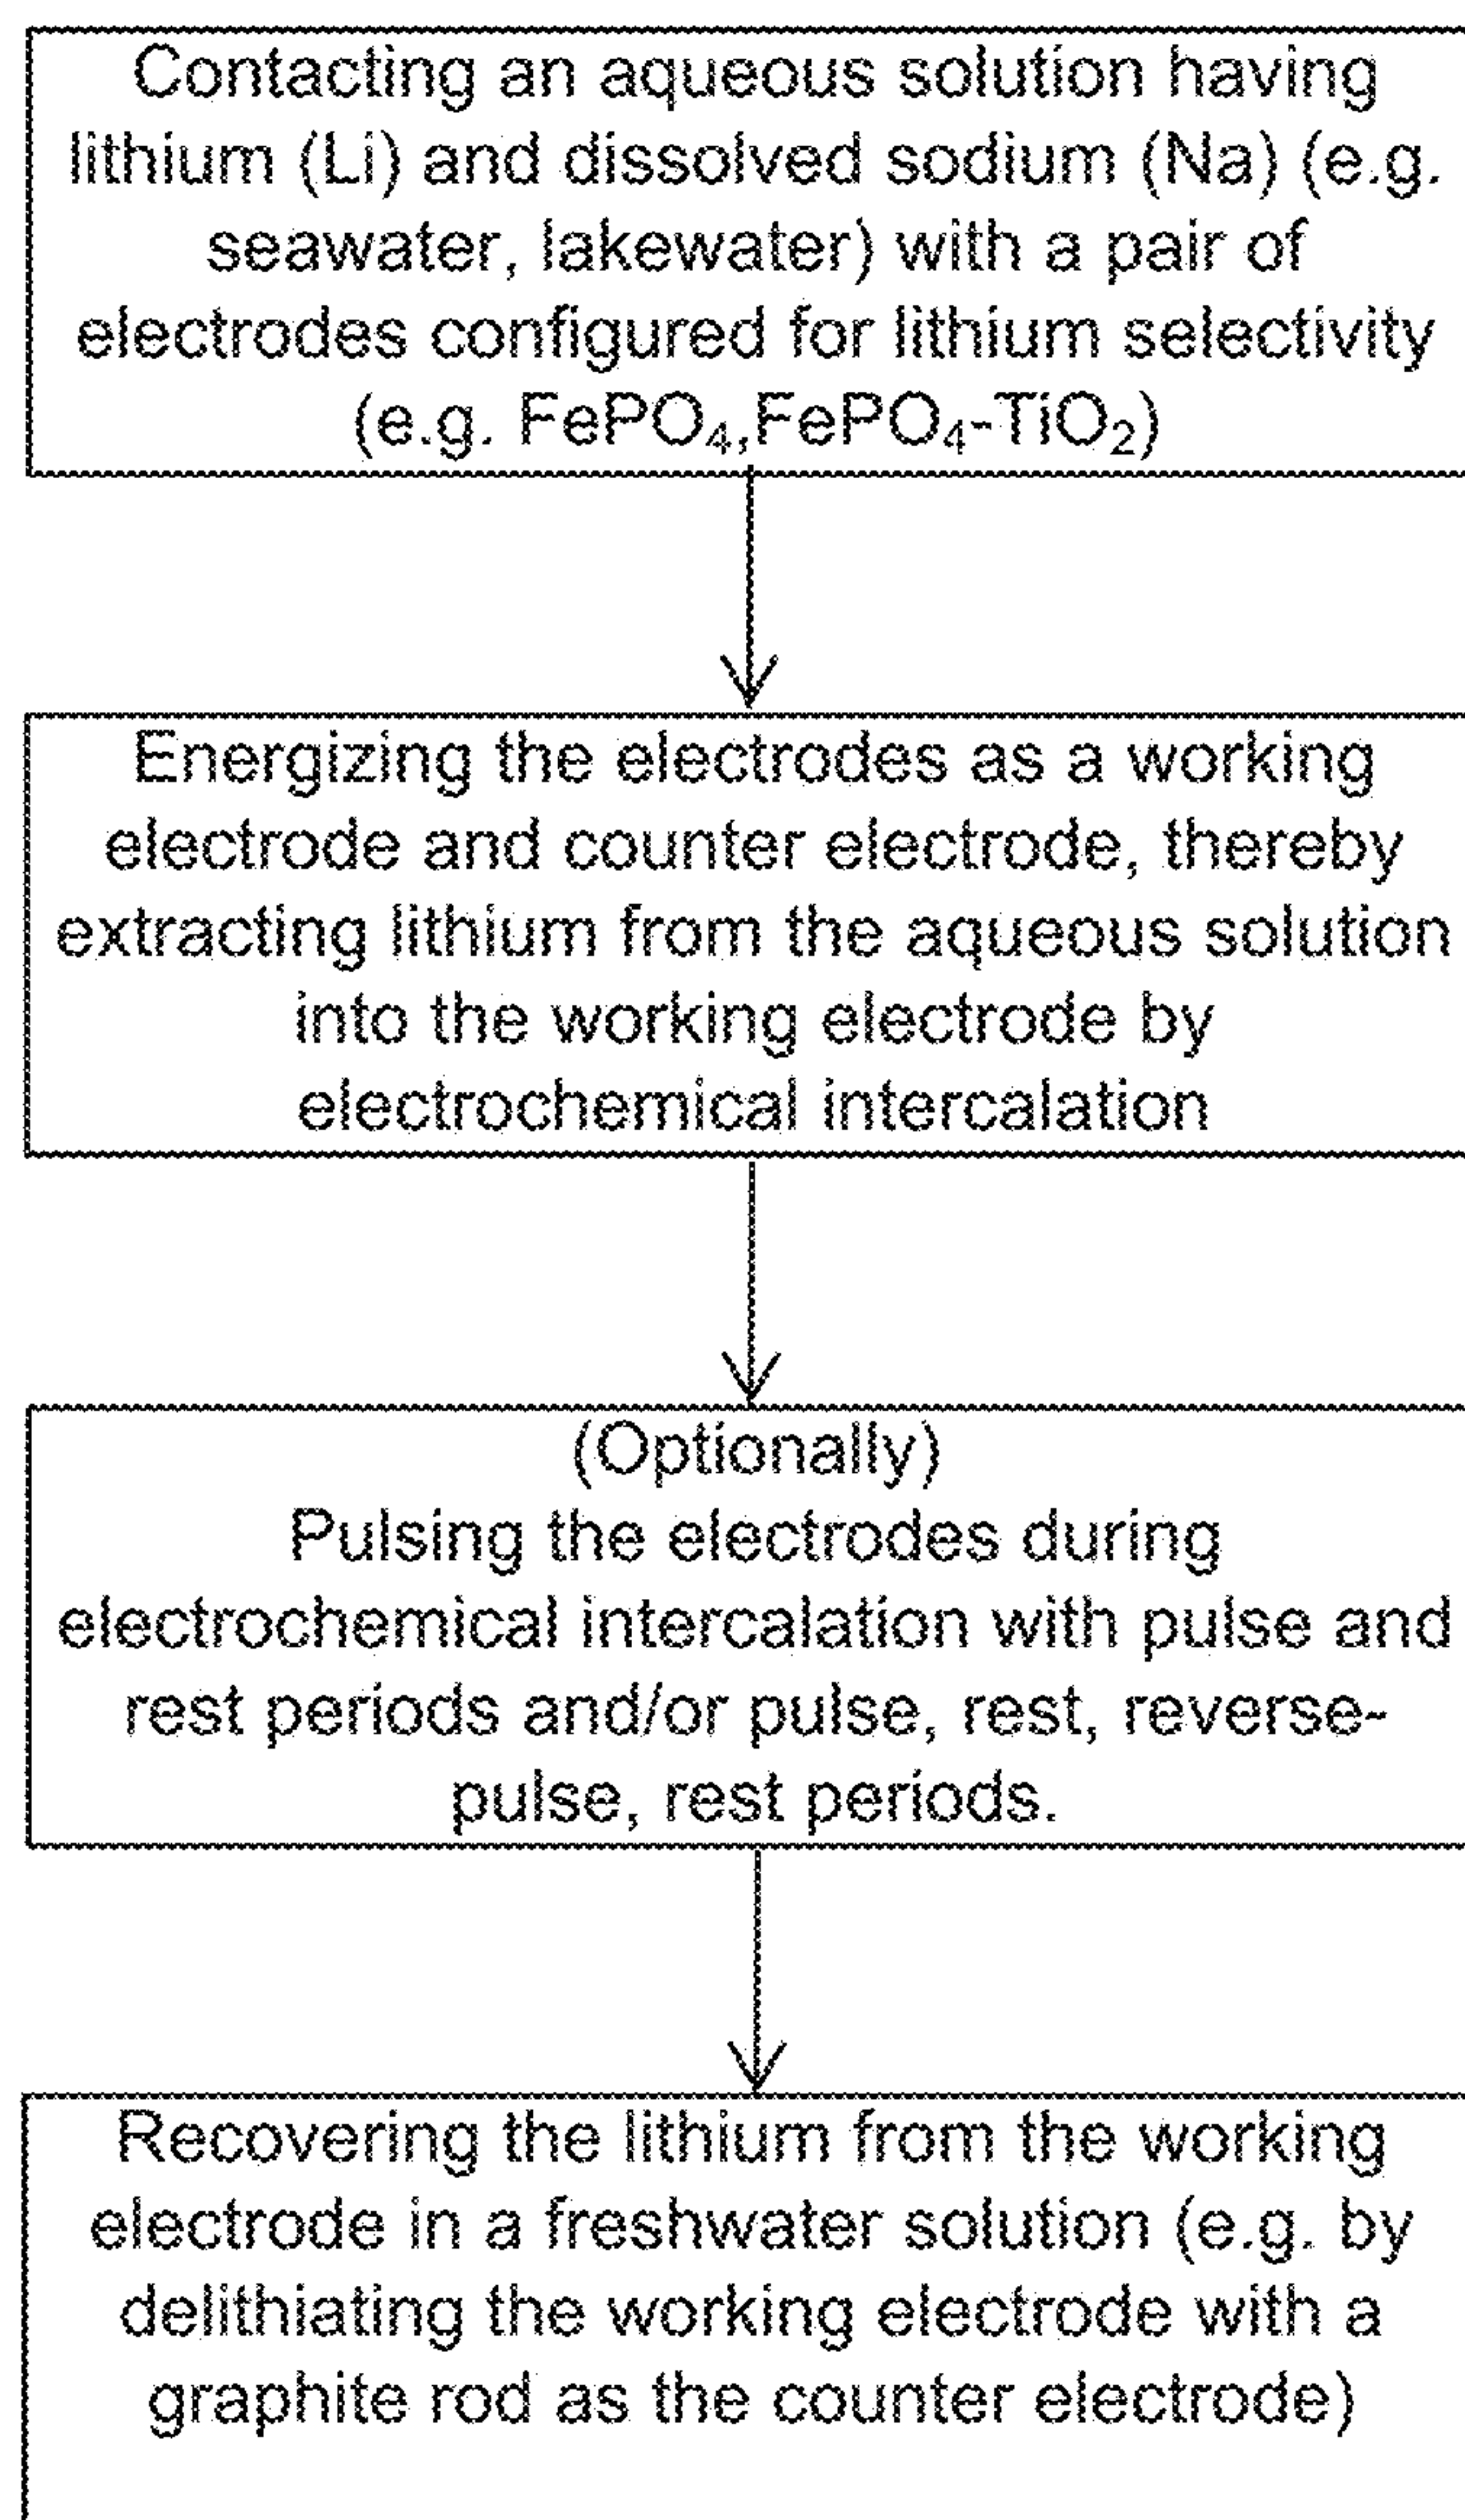 Contacting an aqueous solution having
lithium (Li) and dissolved sodium (Na) (e.g.
seawater, lakewater) with a pair of
electrodes configured for lithium selectivity
(e.g. FePO₄,FePO₄-TiO₂)
Energizing the electrodes as a working
electrode and counter electrode, thereby
extracting lithium from the aqueous solution
into the working electrode by
electrochemical intercalation
(Optionally)
Pulsing the electrodes during
electrochemical intercalation with pulse and
rest periods and/or pulse, rest, reverse-
pulse, rest periods.
Recovering the lithium from the working
electrode in a freshwater solution (e.g. by
delithiating the working electrode with a
graphite rod as the counter electrode)